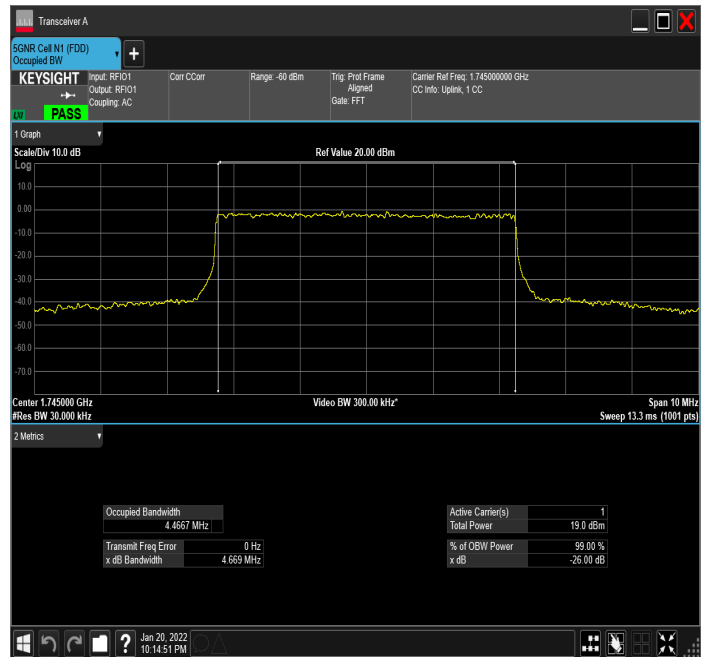 Transceiver A
5GNR Cell N1 (FDD)
Occupied BW
KEYSIGHT
LXI
PASS
Input: RFIO1
Output: RFIO1
Coupling: AC
Corr CCorr
Range: -60 dBm
Trig: Prot Frame
Aligned
Gate: FFT
Carrier Ref Freq: 1.745000000 GHz
CC Info: Uplink, 1 CC
1 Graph
Scale/Div 10.0 dB
Ref Value 20.00 dBm
Log
10.0
0.00
-10.0
-20.0
-30.0
-40.0
-50.0
-60.0
-70.0
Center 1.745000 GHz
Video BW 300.00 kHz*
Span 10 MHz
#Res BW 30.000 kHz
Sweep 13.3 ms (1001 pts)
2 Metrics
Occupied Bandwidth
4.4667 MHz
Active Carrier(s) 1
Total Power 19.0 dBm
Transmit Freq Error 0 Hz
x dB Bandwidth 4.669 MHz
% of OBW Power 99.00 %
x dB -26.00 dB
?
Jan 20, 2022
10:14:51 PM